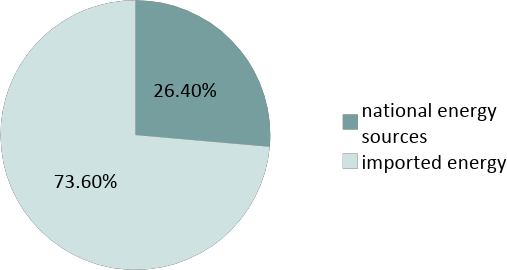 26.40%
73.60%
national energy
sources
imported energy